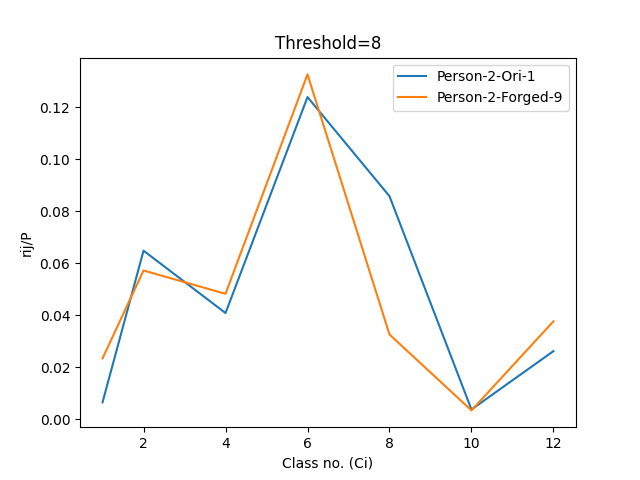 Threshold=8
Person-2-Ori-1
Person-2-Forged-9
0.12
0.10
0.08
0.06
0.04
0.02
0.00
rij/P
2 4 6 8 10 12
Class no. (Ci)